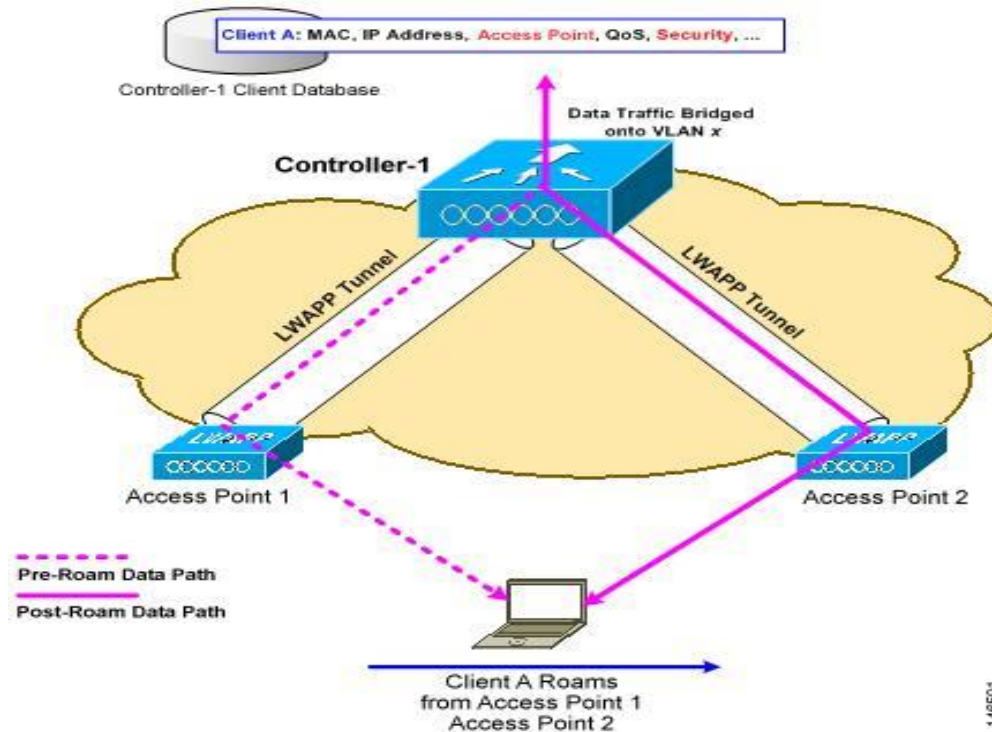 Client A: MAC, IP Address, Access Point, QoS, Security, ...
Controller-1 Client Database
Data Traffic Bridged
onto VLAN x
Controller-1
LWAPP Tunnel
LWAPP Tunnel
LWAPP
LWAPP
Access Point 1
Access Point 2
Pre-Roam Data Path
Post-Roam Data Path
Client A Roams
from Access Point 1
Access Point 2
146501